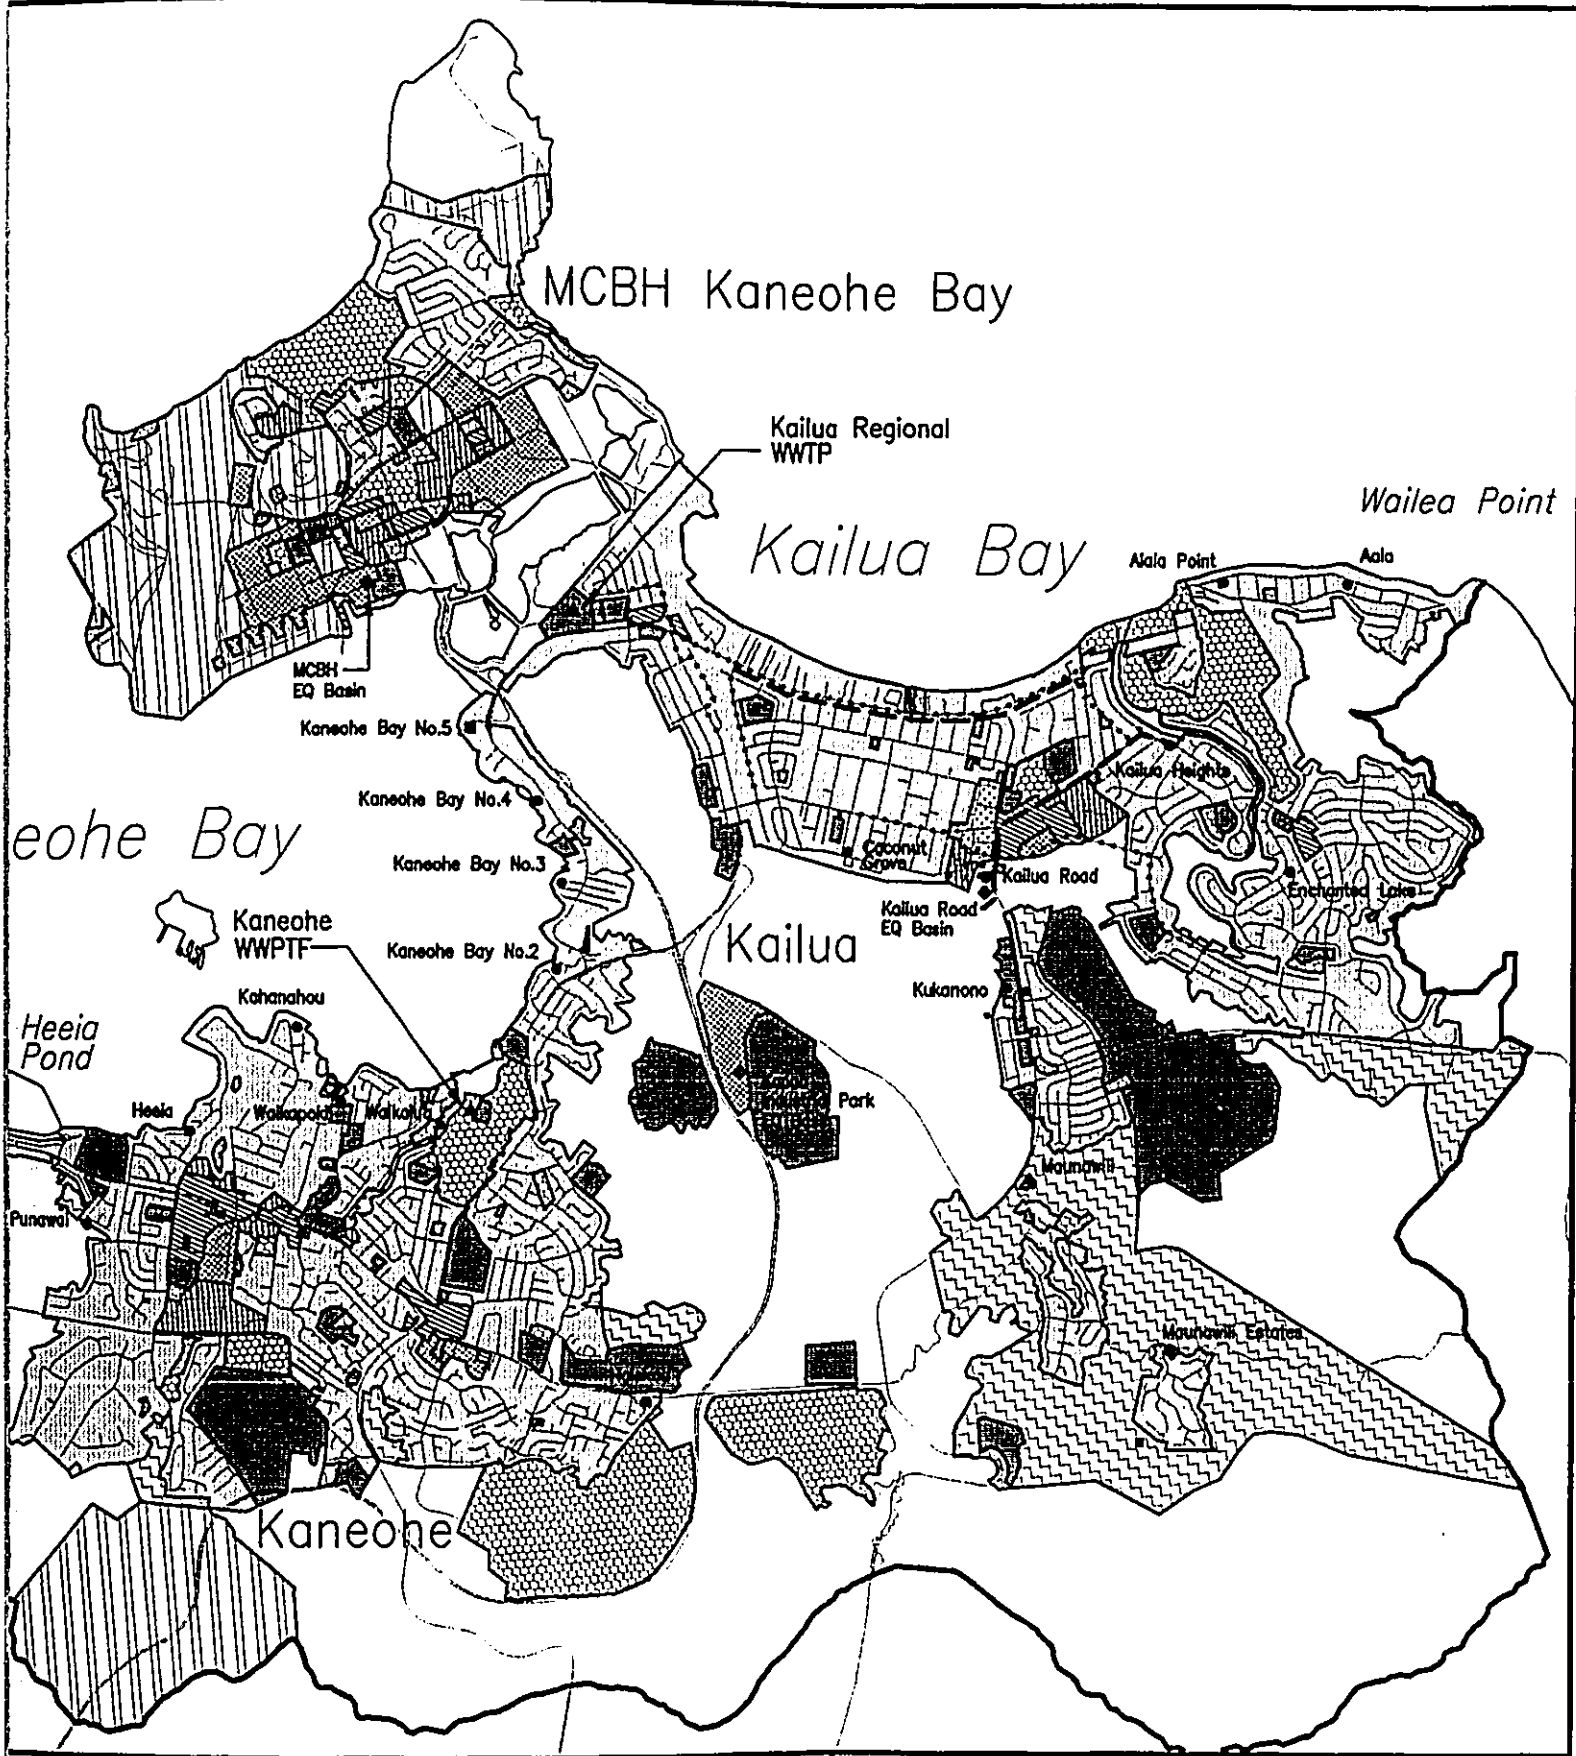 MCBH Kaneohe Bay
Kailua Regional
WWTP
Wailea Point
Kailua Bay
Alala Point
Aala
MCBH
EQ Basin
Kaneohe Bay No.5
Kailua Heights
Kaneohe Bay No.4
eohe Bay
Kaneohe Bay No.3
Coconut
Grove
Kailua Road
Enchanted Lake
Kailua Road
EQ Basin
Kaneohe
WWPTF
Kailua
Kaneohe Bay No.2
Kukanono
Kahanahou
Heeia
Pond
Industrial Park
Heeia
Waikapoki
Waikalua
Maunawili
Punawai
Maunawili Estates
Kaneohe